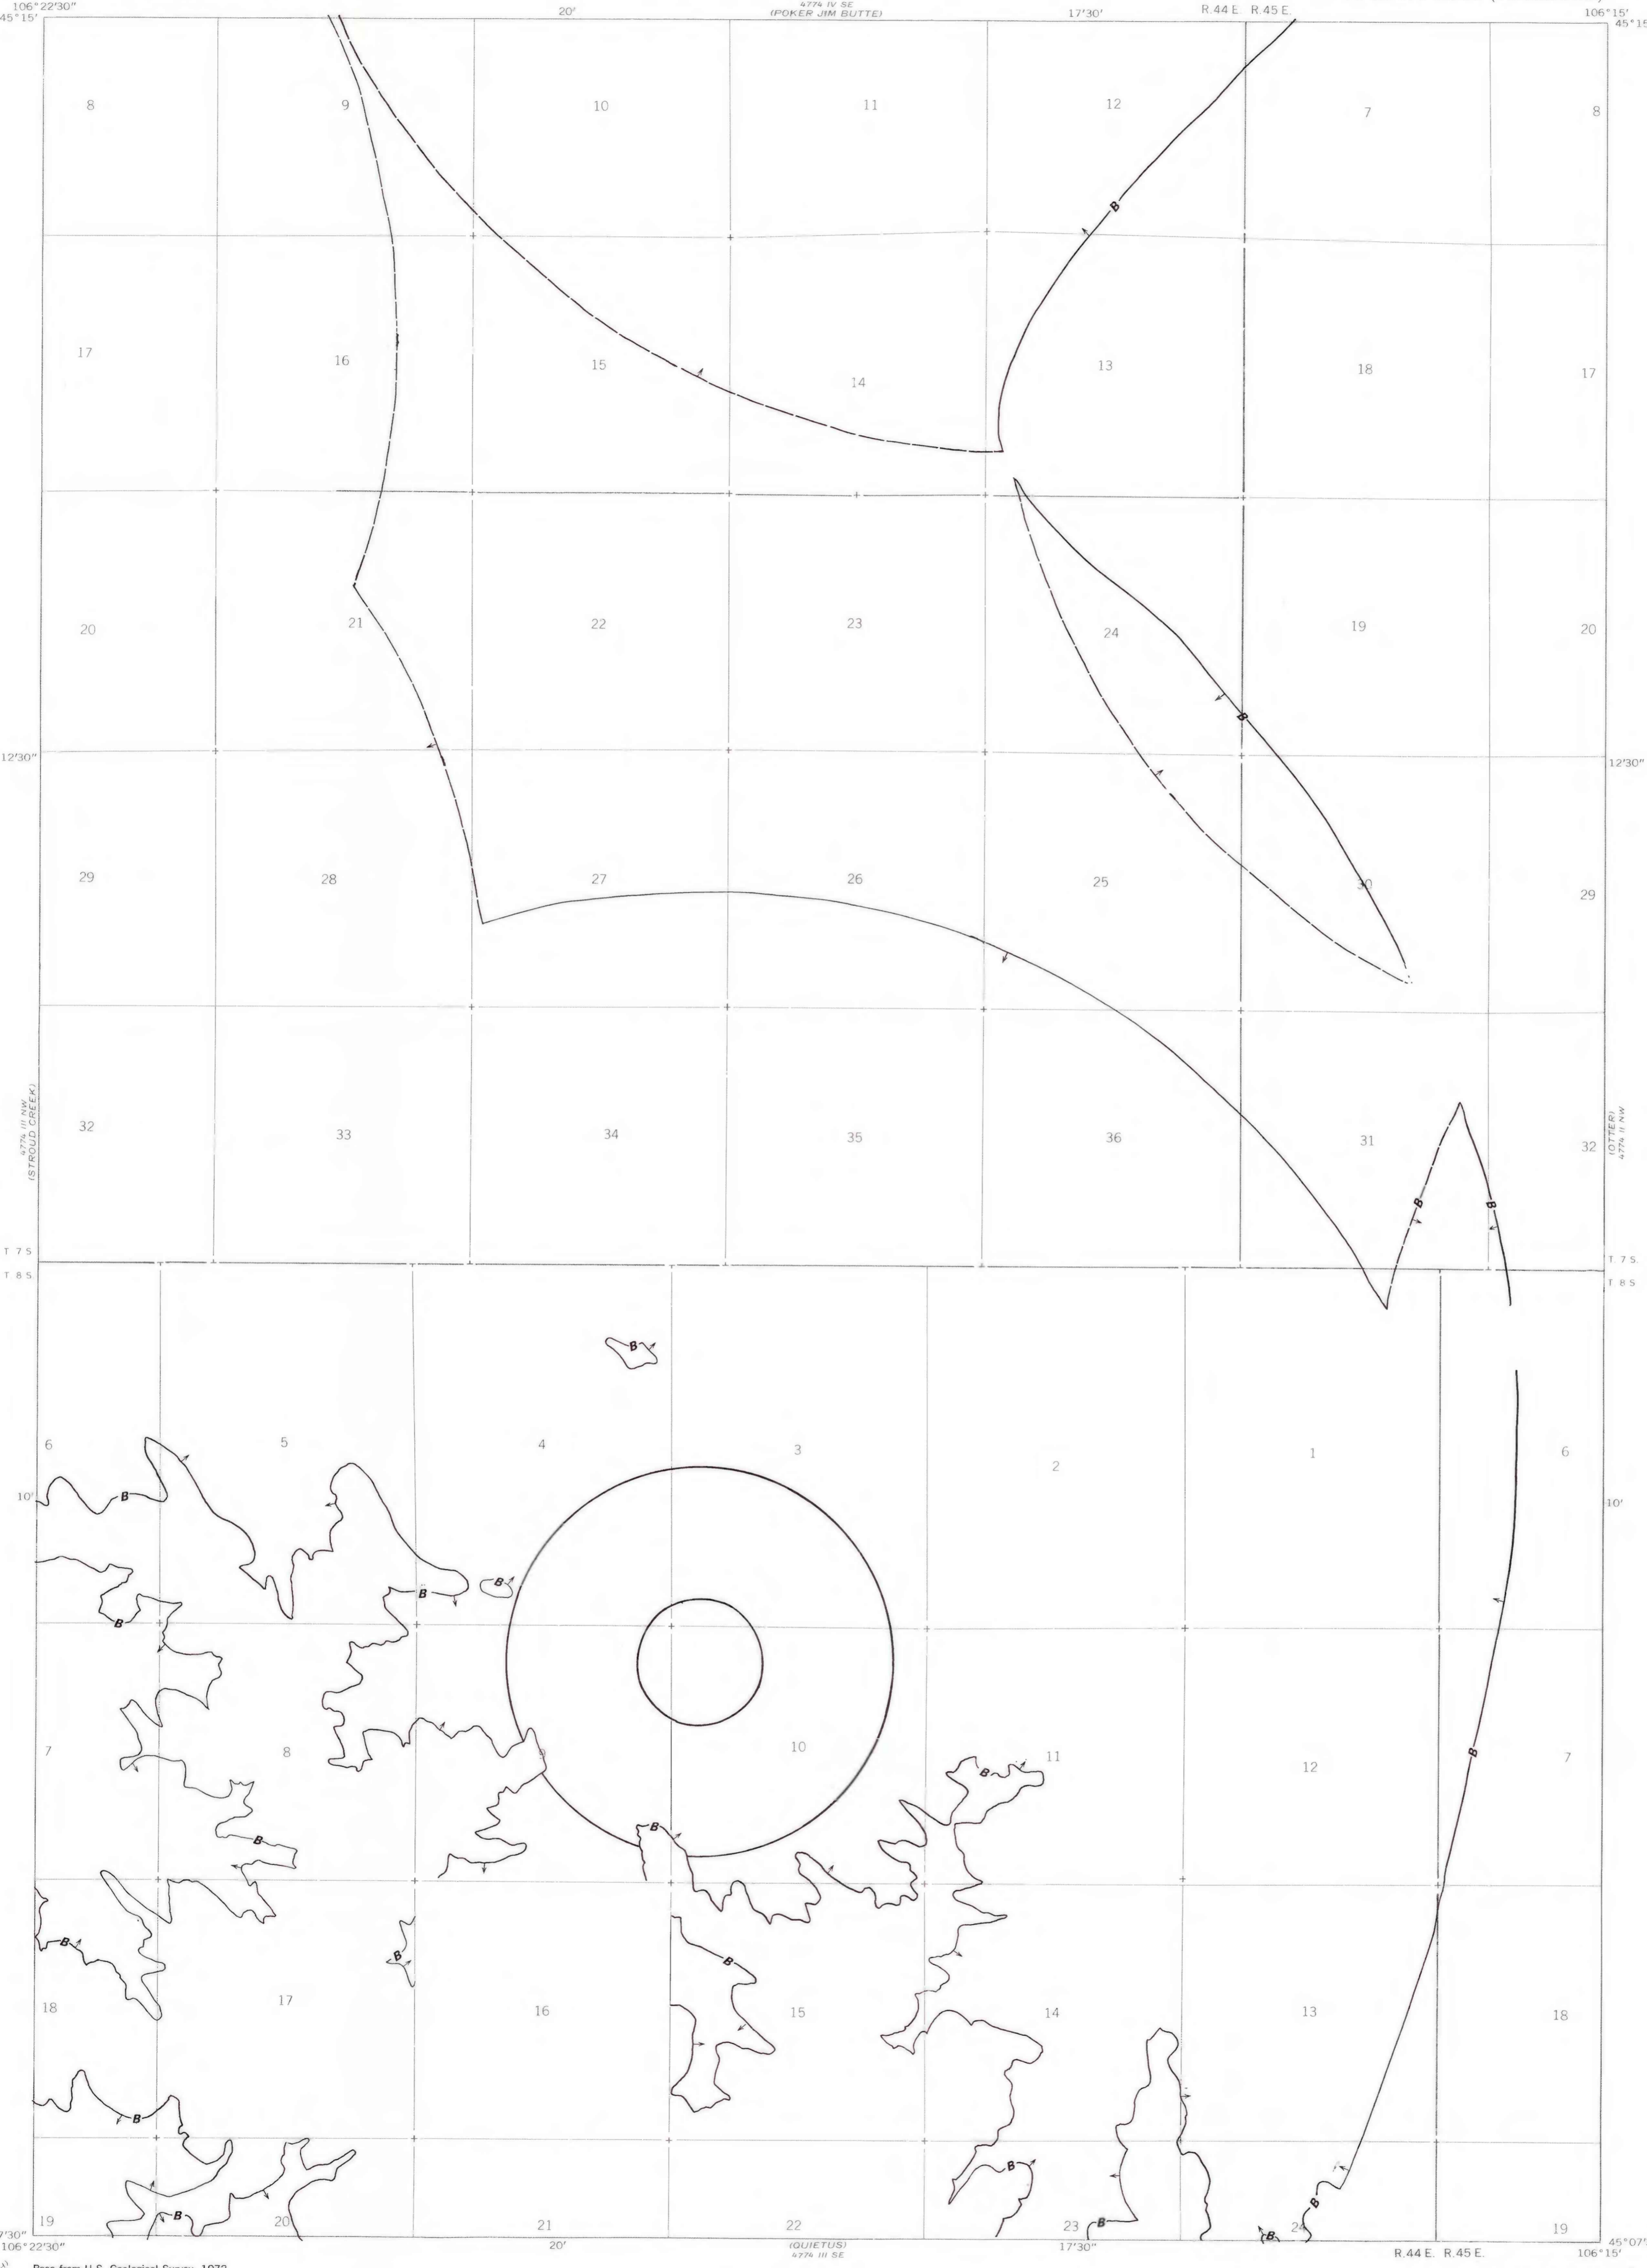 106°22'30"
20'
4774 IV SE
(POKER JIM BUTTE)
17'30'
R.44 E. R.45 E.
106°15'
45°15'
45°15
8 9 10 11 12 7 8
B
17 16 15 14 13 18 17
20 21 22 23 24 19 20
B
12'30"
12'30"
29 28 27 26 25 30 29
4774 III NW
(STROUD CREEK)
32 33 34 35 36 31 32
(OTTER)
4774 II NW
B B
T 7 S
T. 7 S.
T 8 S
T 8 S
B
6 5 4 3 2 1 6
10'
B
10'
B B
B
7 8 9 10 11 12 7
B
B
B
B
B
B
B
18 17 16 15 14 13 18
B
B
B
B
19 B 20 21 22 23 B B 24 19
7'30"
45°07'
106°22'30"
20'
(QUIETUS)
4774 III SE
17'30"
R.44 E. R.45 E.
106°15'